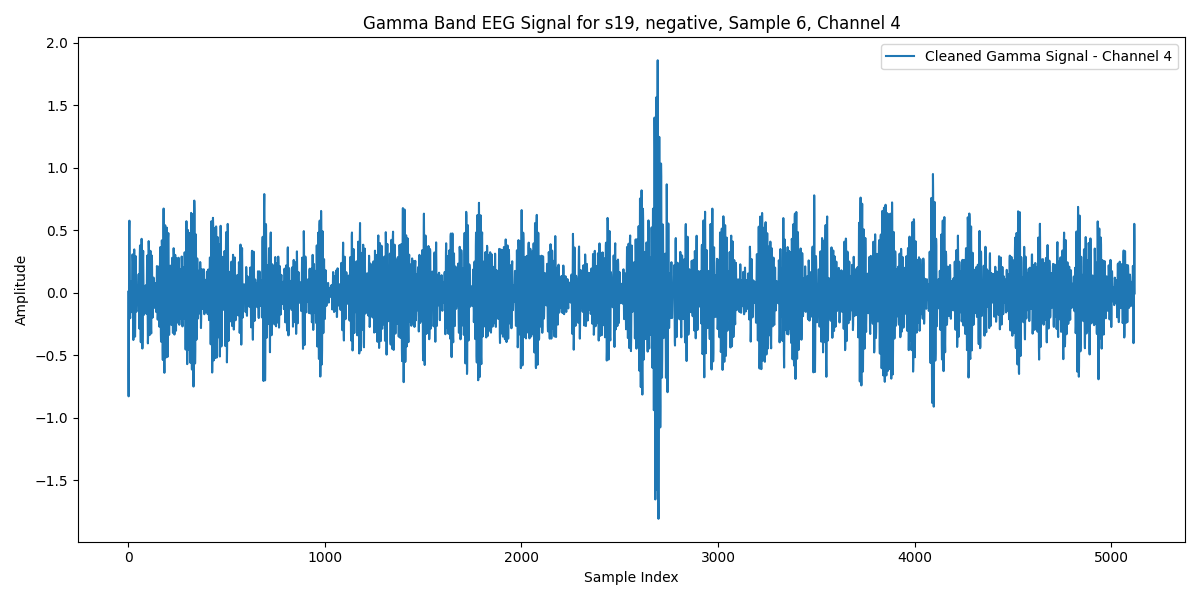 Gamma Band EEG Signal for s19, negative, Sample 6, Channel 4
Cleaned Gamma Signal - Channel 4
Amplitude
2.0
1.5
1.0
0.5
0.0
−0.5
−1.0
−1.5
0 1000 2000 3000 4000 5000
Sample Index